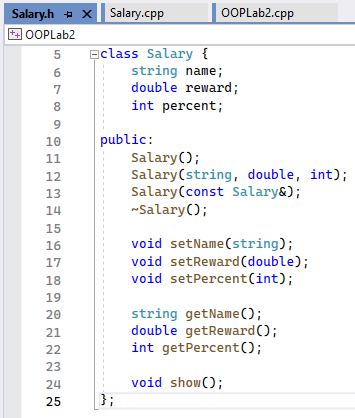 Salary.h Salary.cpp OOPLab2.cpp
OOPLab2
5 class Salary {
6 string name;
7 double reward;
8 int percent;
9
10 public:
11 Salary();
12 Salary(string, double, int);
13 Salary(const Salary&);
14 ~Salary();
15
16 void setName(string);
17 void setReward(double);
18 void setPercent(int);
19
20 string getName();
21 double getReward();
22 int getPercent();
23
24 void show();
25 };